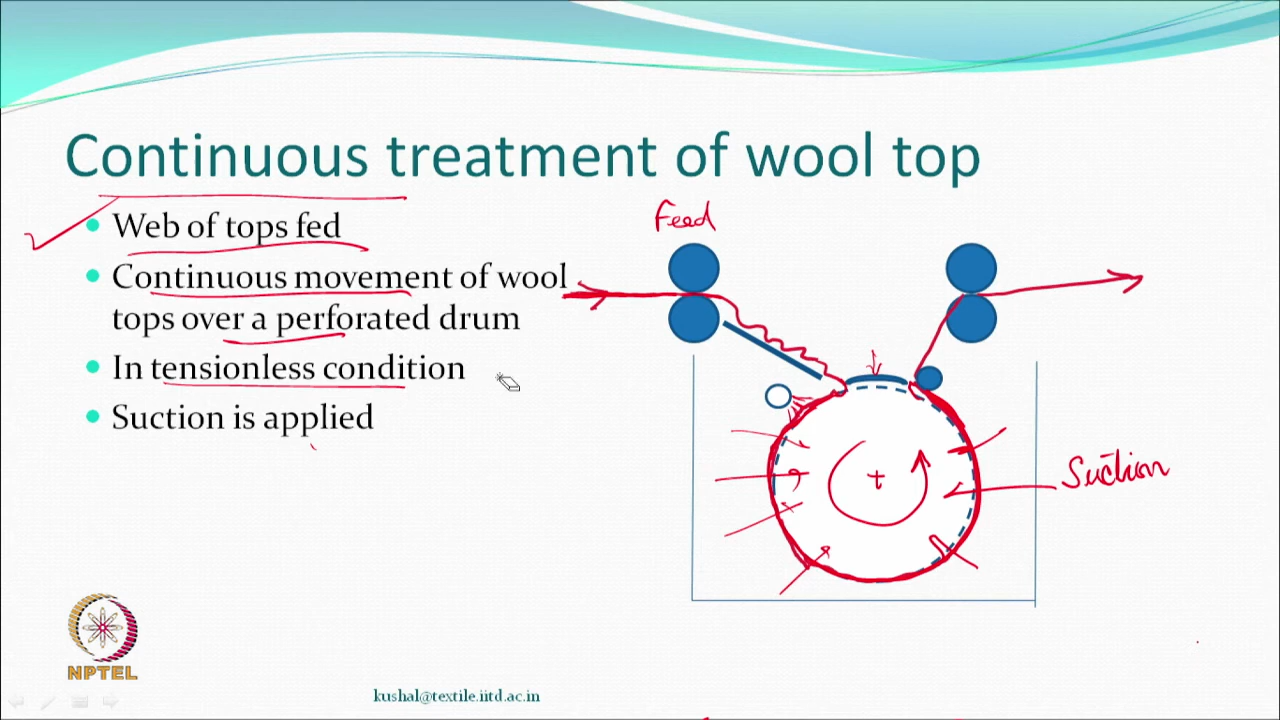 Continuous treatment of wool top
Web of tops fed
Continuous movement of wool
tops over a perforated drum
In tensionless condition
Suction is applied
Feed
Suction
NPTEL
kushal@textile.iitd.ac.in